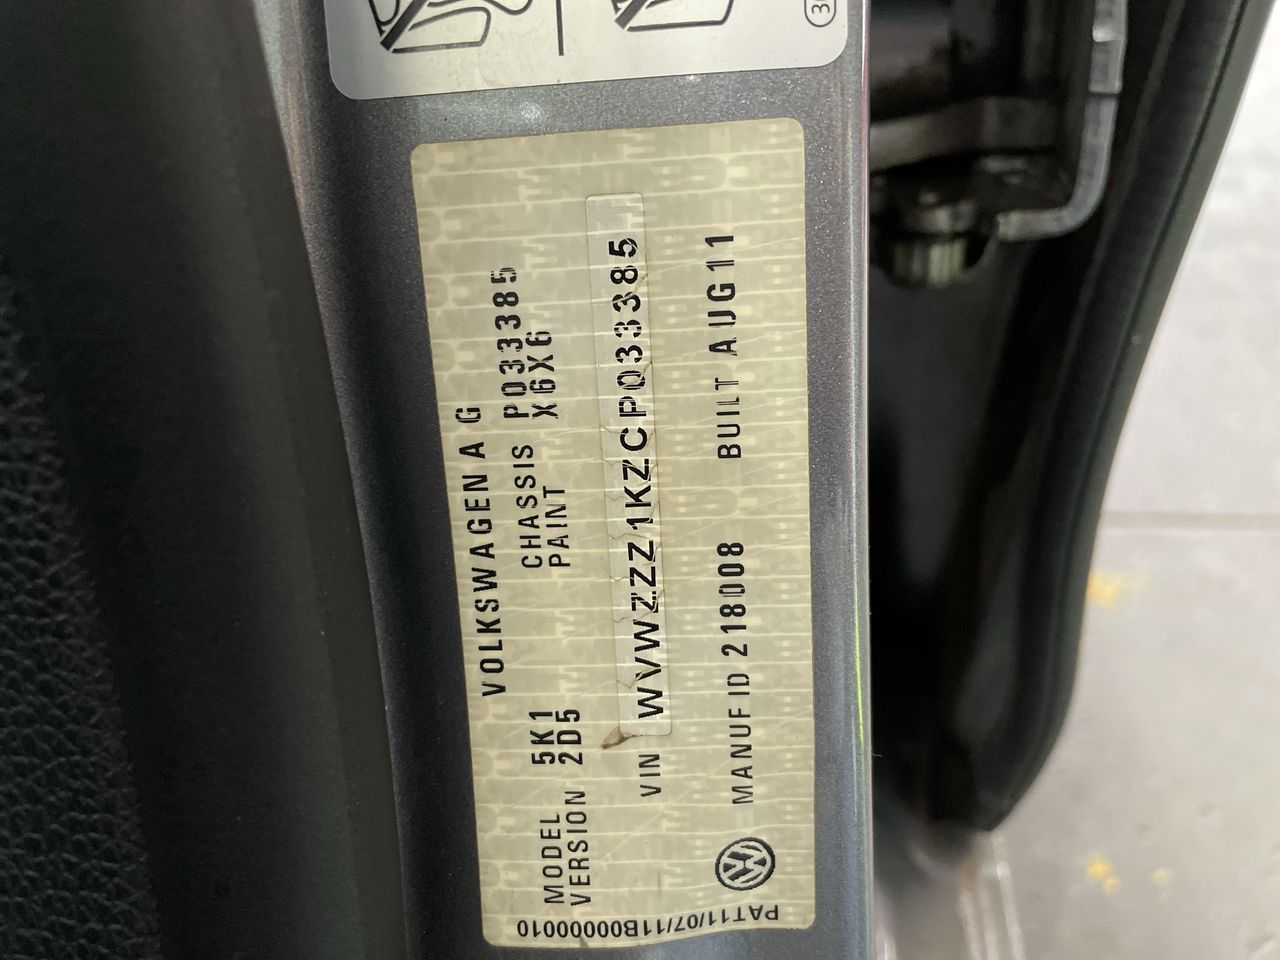 VOLKSWAGEN AG
MODEL 5K1 CHASSIS P033385
VERSION 2D5 PAINT X6X6
VIN WVWZZZ1KZCP033385
MANUF ID 218008 BUILT AUG11
PAT11/07/11B00000010